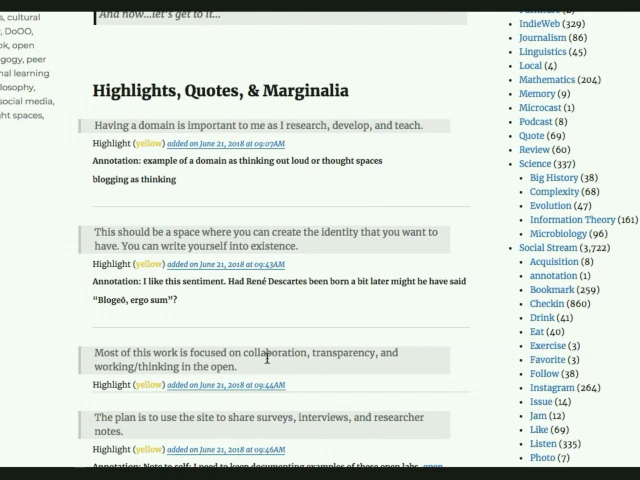 s, cultural
, DoOO,
ok, open
gogy, peer
nal learning
losophy,
social media,
ght spaces,
And now...let's get to it...
Highlights, Quotes, & Marginalia
Having a domain is important to me as I research, develop, and teach.
Highlight (yellow) added on June 21, 2018 at 09:07AM
Annotation: example of a domain as thinking out loud or thought spaces
blogging as thinking
This should be a space where you can create the identity that you want to
have. You can write yourself into existence.
Highlight (yellow) added on June 21, 2018 at 09:43AM
Annotation: I like this sentiment. Had René Descartes been born a bit later might he have said
“Blogeō, ergo sum”?
Most of this work is focused on collaboration, transparency, and
working/thinking in the open.
Highlight (yellow) added on June 21, 2018 at 09:44AM
The plan is to use the site to share surveys, interviews, and researcher
notes.
Highlight (yellow) added on June 21, 2018 at 09:46AM
Annotation: Note to self: I need to keep documenting examples of these open labs, open
IndieWeb (329)
Journalism (86)
Linguistics (45)
Local (4)
Mathematics (204)
Memory (9)
Microcast (1)
Podcast (8)
Quote (69)
Review (60)
Science (337)
Big History (38)
Complexity (68)
Evolution (47)
Information Theory (161)
Microbiology (96)
Social Stream (3,722)
Acquisition (8)
annotation (1)
Bookmark (259)
Checkin (860)
Drink (41)
Eat (40)
Exercise (3)
Favorite (3)
Follow (38)
Instagram (264)
Issue (14)
Jam (12)
Like (69)
Listen (335)
Photo (7)